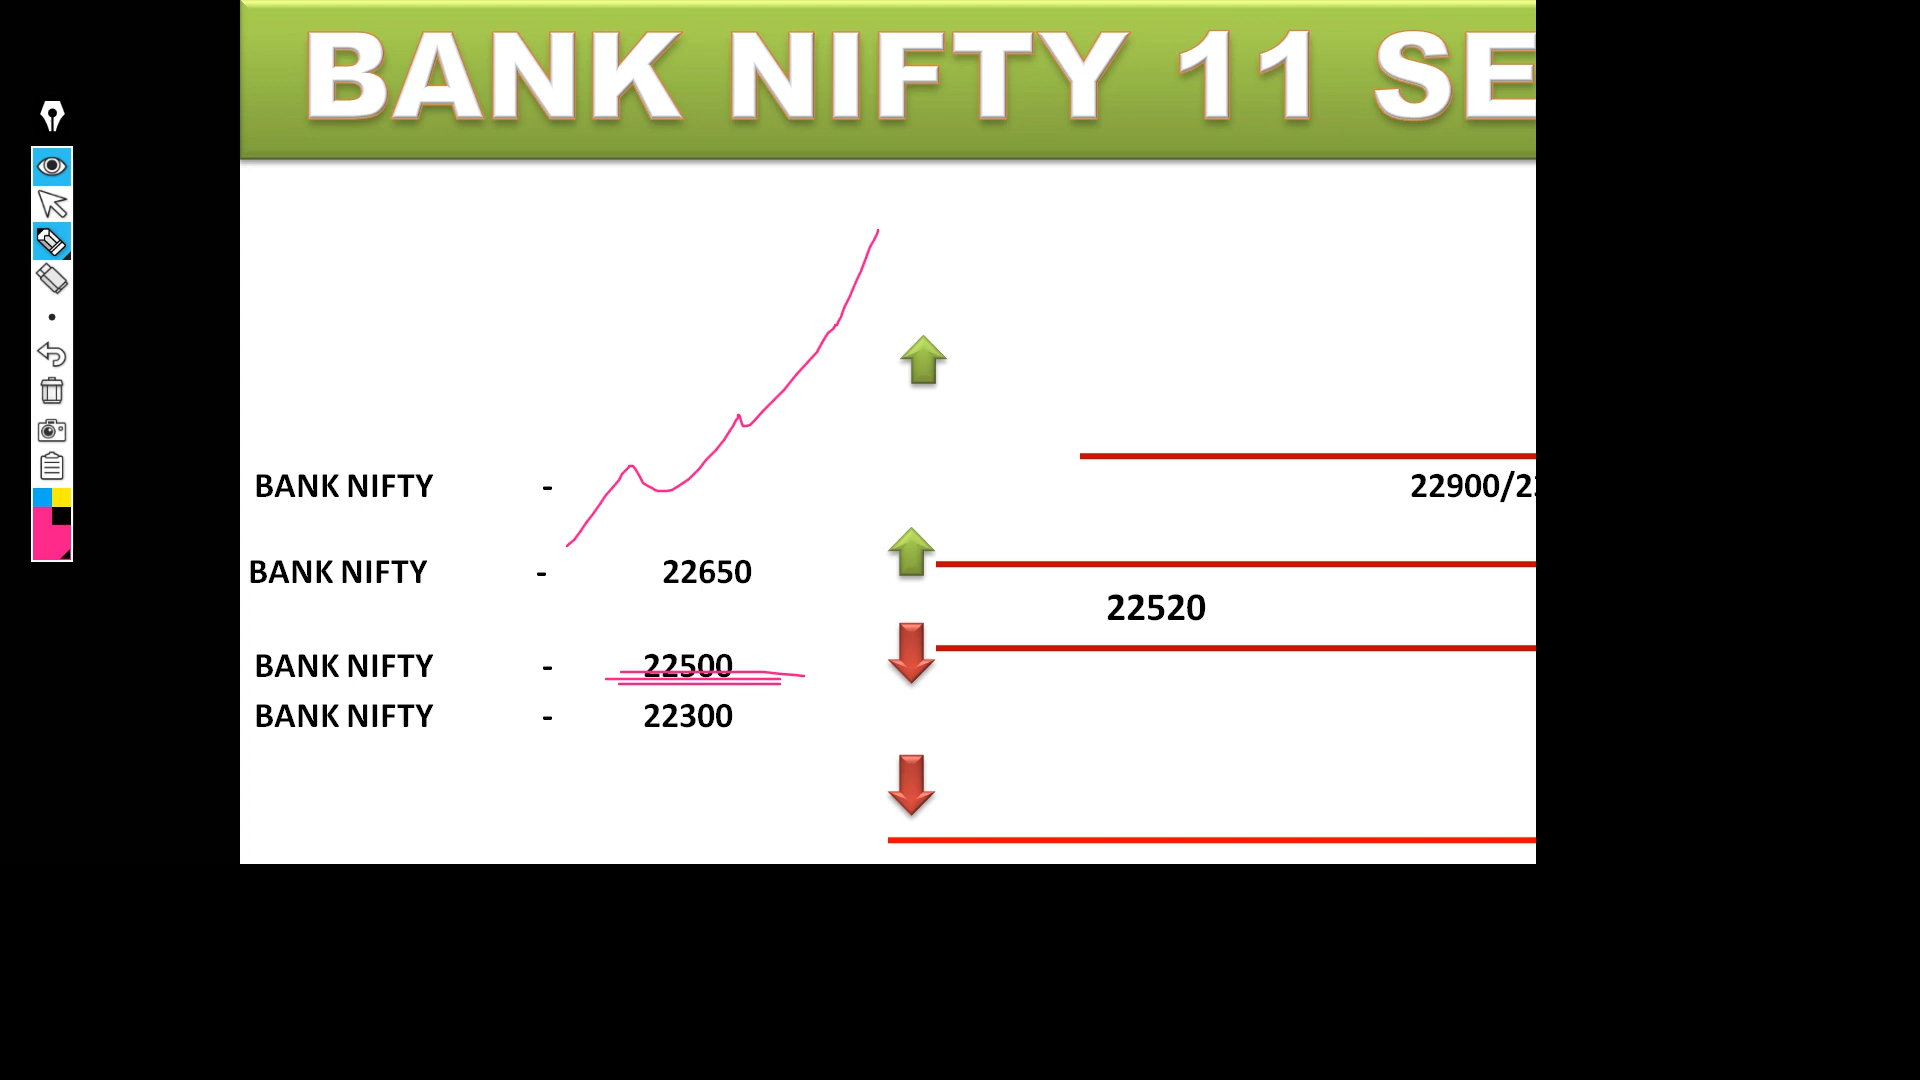 BANK NIFTY 11 SE
BANK NIFTY - 22900/2
BANK NIFTY - 22650
22520
BANK NIFTY - 22500
BANK NIFTY - 22300